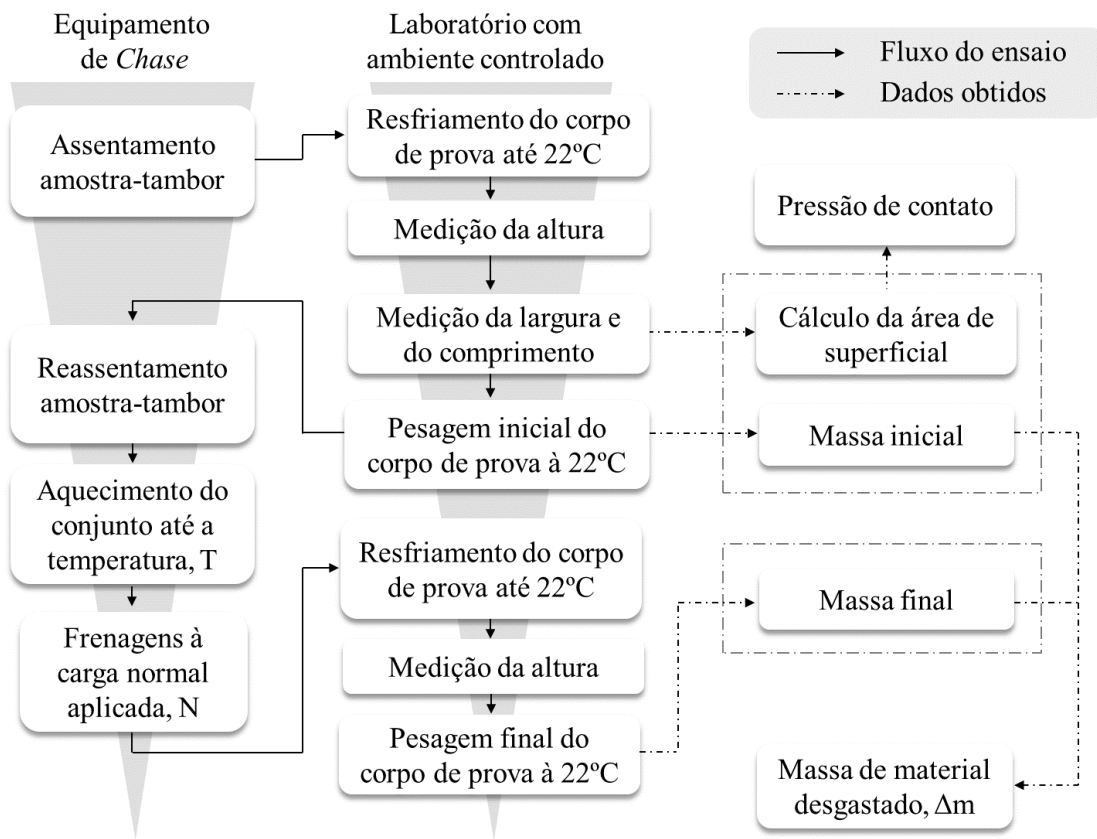 Equipamento
de Chase
Laboratório com
ambiente controlado
Fluxo do ensaio
Dados obtidos
Assentamento
amostra-tambor
Resfriamento do corpo
de prova até 22ºC
Medição da altura
Pressão de contato
Medição da largura e
do comprimento
Cálculo da área de
superficial
Reassentamento
amostra-tambor
Pesagem inicial do
corpo de prova à 22ºC
Massa inicial
Aquecimento do
conjunto até a
temperatura, T
Resfriamento do corpo
de prova até 22ºC
Massa final
Frenagens à
carga normal
aplicada, N
Medição da altura
Pesagem final do
corpo de prova à 22ºC
Massa de material
desgastado, Δm